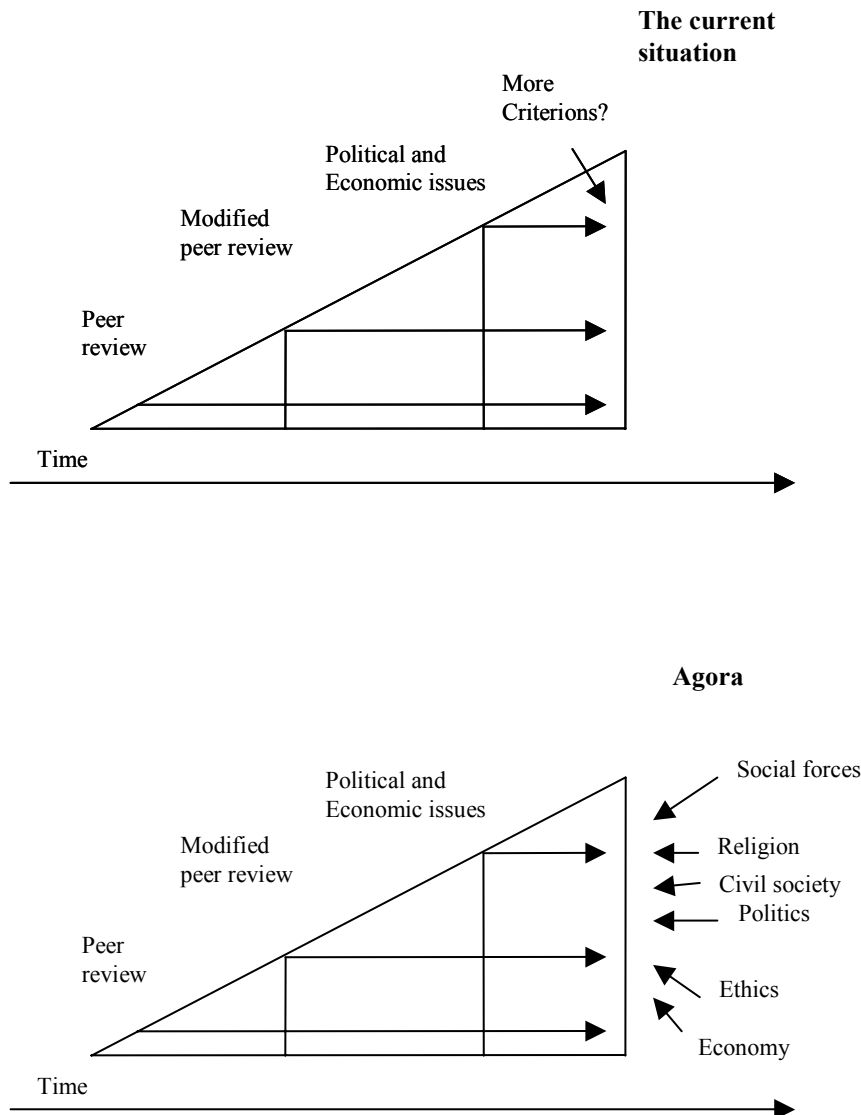 The current
situation
More
Criterions?
Political and
Economic issues
Modified
peer review
Peer
review
Time
Agora
Social forces
Political and
Economic issues
Religion
Modified
peer review
Civil society
Politics
Peer
review
Ethics
Economy
Time